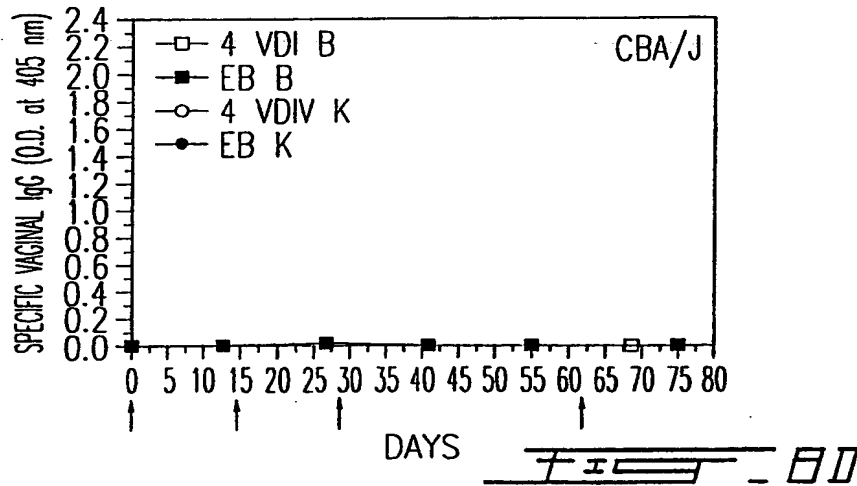 SPECIFIC VAGINAL IgG (O.D. at 405 nm)
2.4
2.2
2.0
1.8
1.6
1.4
1.2
1.0
0.8
0.6
0.4
0.2
0.0
4 VDI B
EB B
4 VDIV K
EB K
CBA/J
0 5 10 15 20 25 30 35 40 45 50 55 60 65 70 75 80
DAYS
FIG_8D